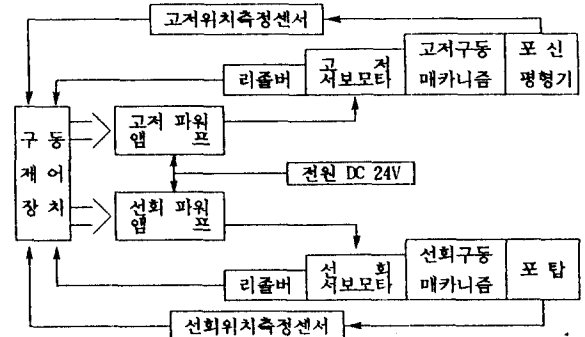 고저위치측정센서
리졸버
고 저
서보모타
고저구동
매카니즘
포 신
평형기
구 동
제 어
장 치
고저 파워
앰 프
전원 DC 24V
선회 파워
앰 프
리졸버
선 회
서보모타
선회구동
매카니즘
포 탑
선회위치측정센서